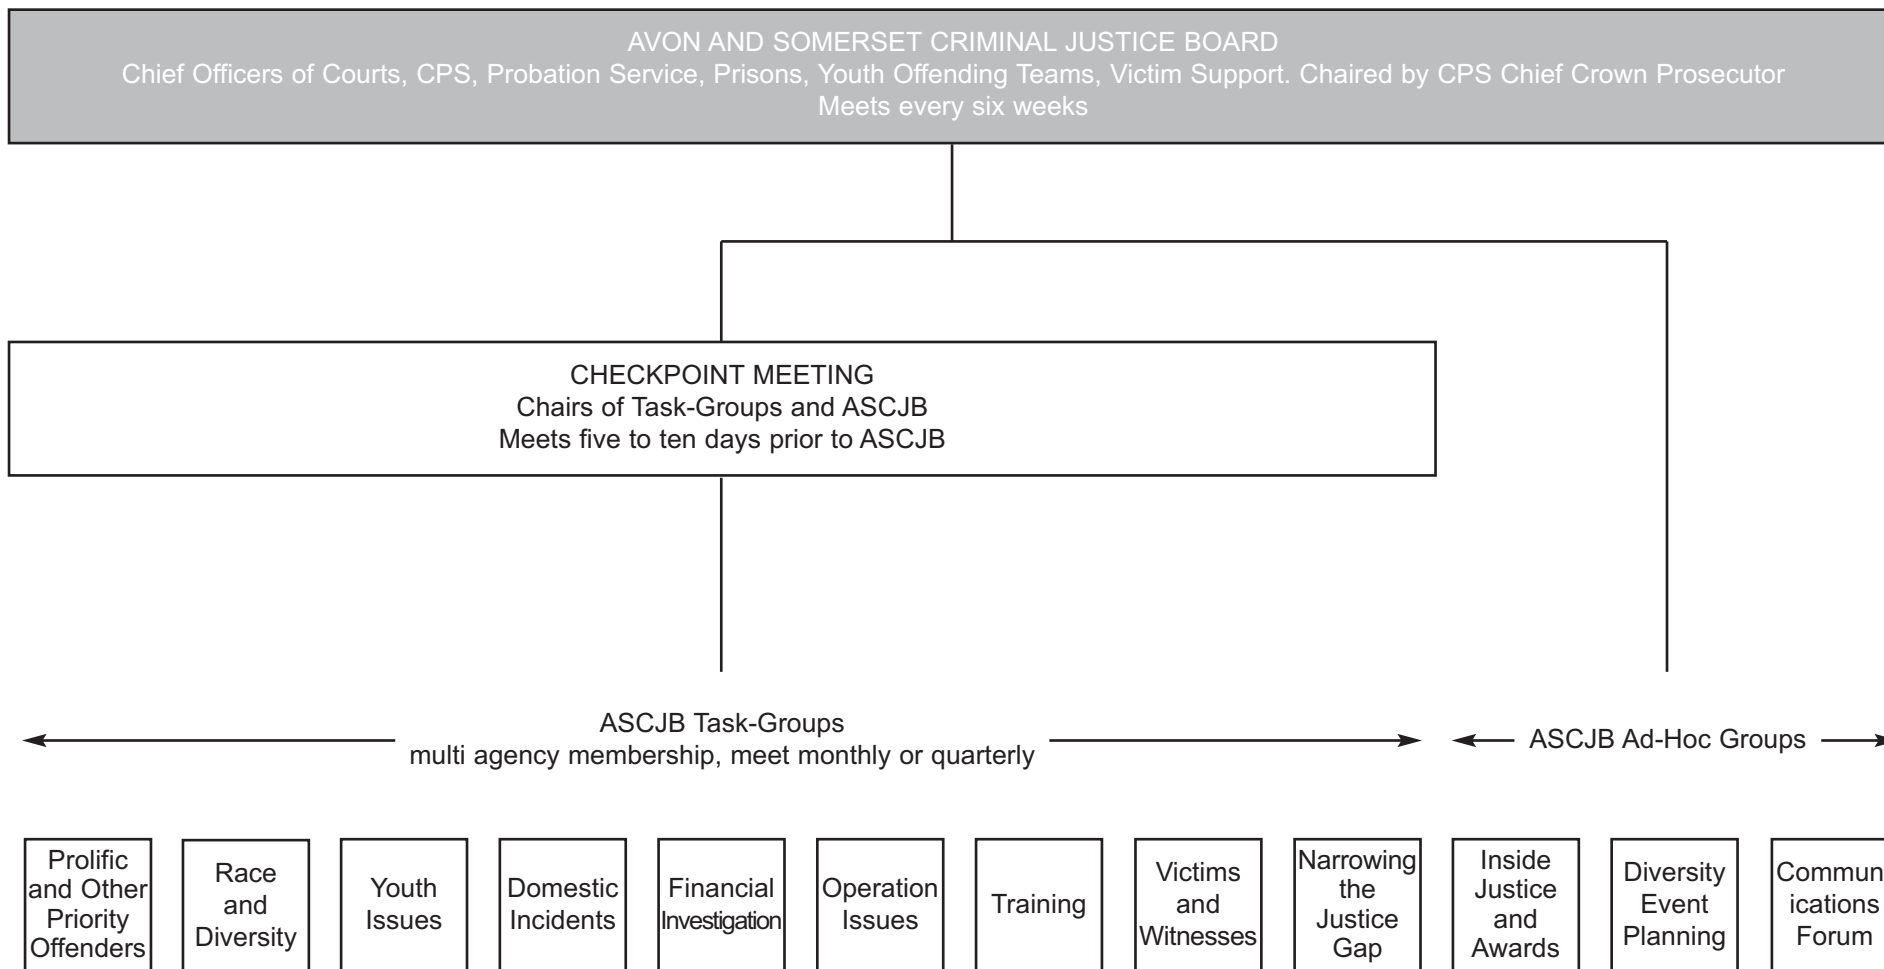 AVON AND SOMERSET CRIMINAL JUSTICE BOARD
Chief Officers of Courts, CPS, Probation Service, Prisons, Youth Offending Teams, Victim Support. Chaired by CPS Chief Crown Prosecutor
Meets every six weeks
CHECKPOINT MEETING
Chairs of Task-Groups and ASCJB
Meets five to ten days prior to ASCJB
ASCJB Task-Groups
multi agency membership, meet monthly or quarterly
ASCJB Ad-Hoc Groups
Prolific
and Other
Priority
Offenders
Race
and
Diversity
Youth
Issues
Domestic
Incidents
Financial
Investigation
Operation
Issues
Training
Victims
and
Witnesses
Narrowing
the
Justice
Gap
Inside
Justice
and
Awards
Diversity
Event
Planning
Commun-
ications
Forum